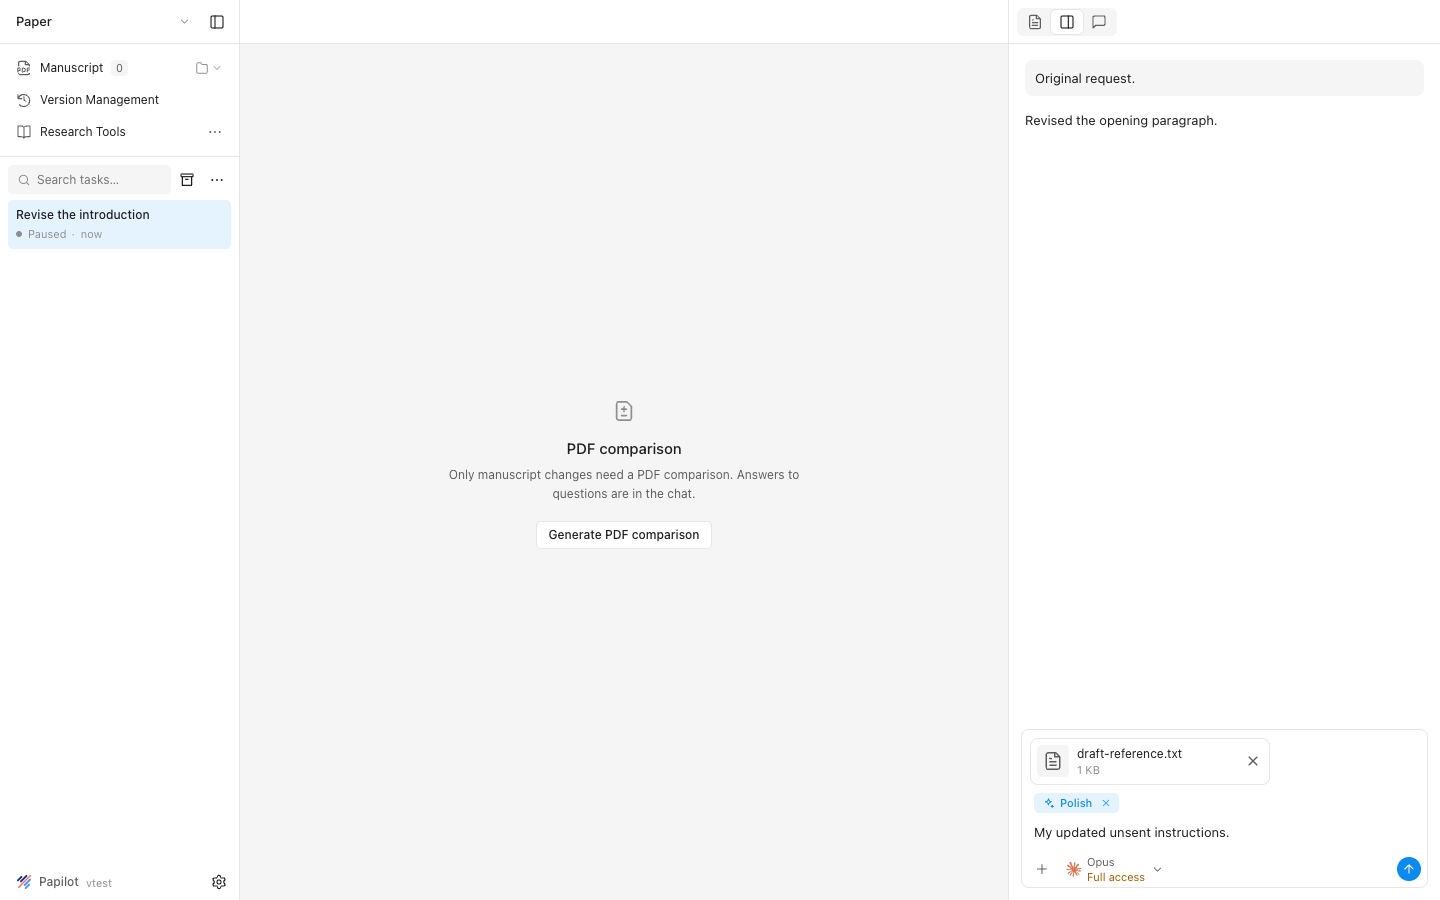 Paper
Manuscript 0
Version Management
Research Tools
Search tasks...
Revise the introduction
Paused · now
PDF comparison
Only manuscript changes need a PDF comparison. Answers to
questions are in the chat.
Generate PDF comparison
Original request.
Revised the opening paragraph.
draft-reference.txt
1 KB
Polish
My updated unsent instructions.
Opus
Full access
Papilot vtest